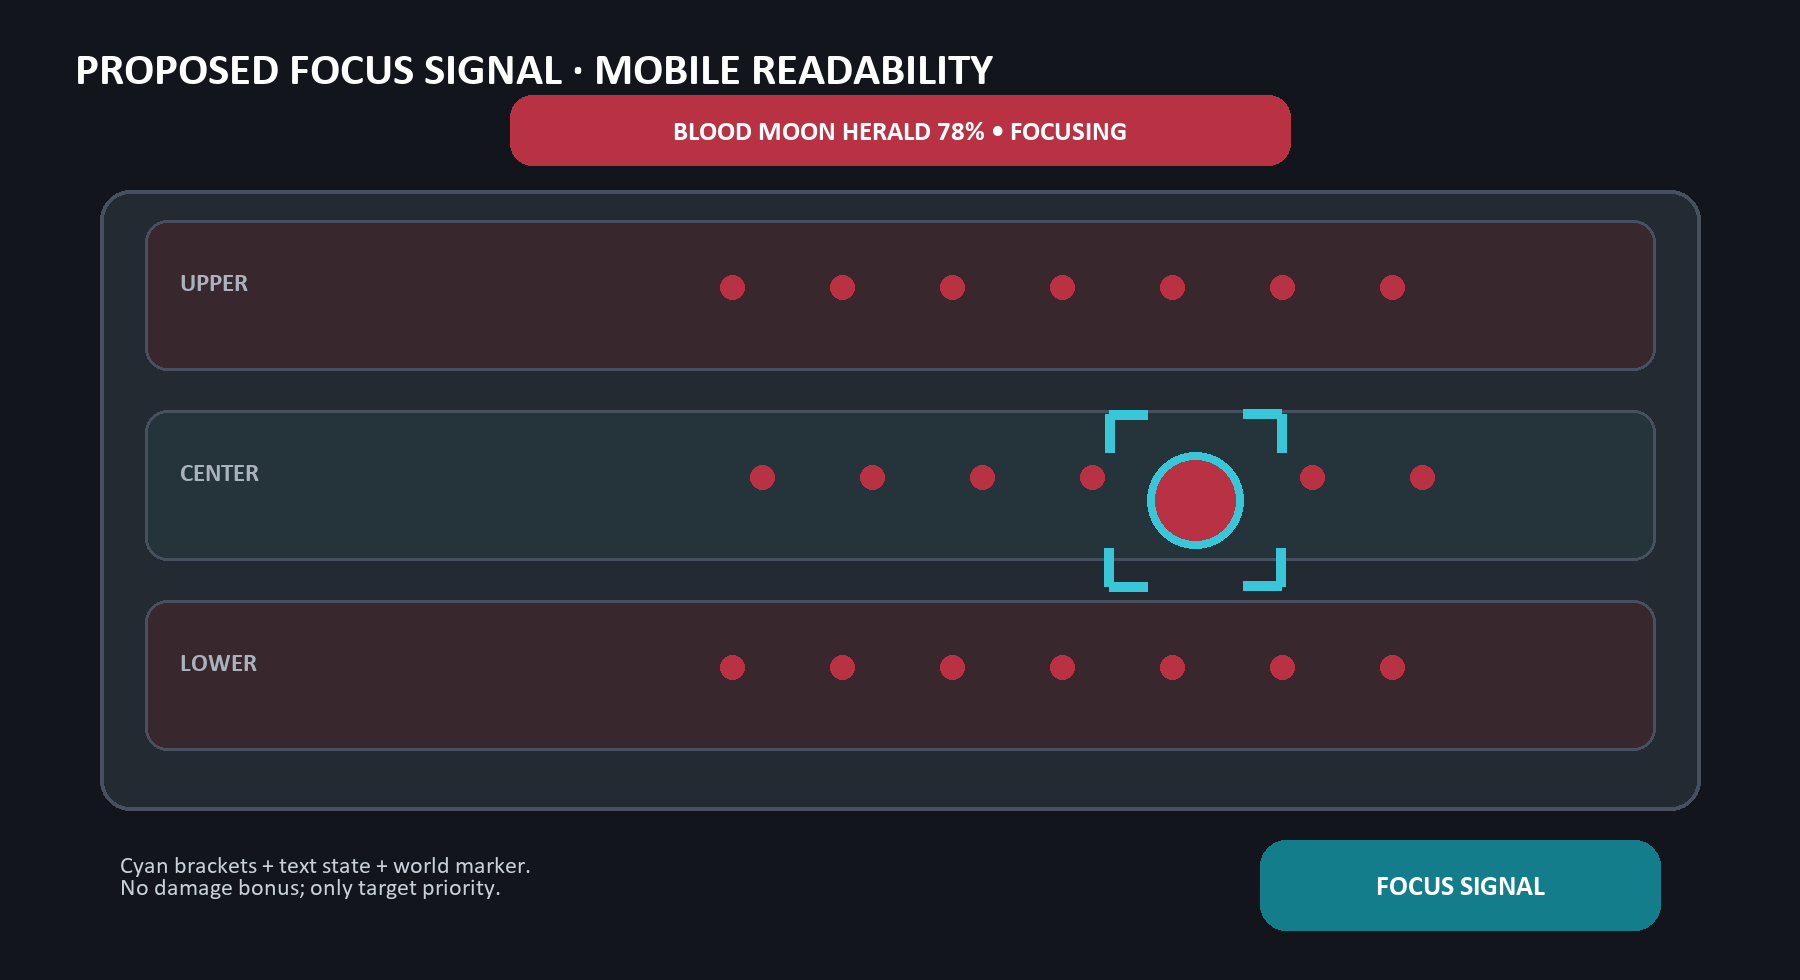 PROPOSED FOCUS SIGNAL · MOBILE READABILITY
BLOOD MOON HERALD 78% • FOCUSING
UPPER
CENTER
LOWER
Cyan brackets + text state + world marker.
No damage bonus; only target priority.
FOCUS SIGNAL